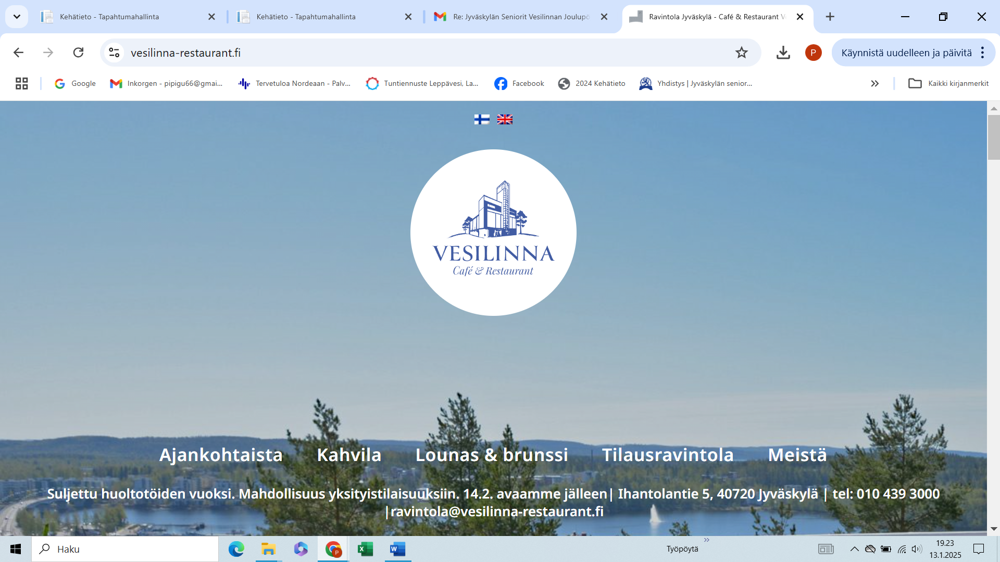 Kehätieto - Tapahtumahallinta
Kehätieto - Tapahtumahallinta
Re: Jyväskylän Seniorit Vesilinnan Joulupö
Ravintola Jyväskylä - Café & Restaurant V
vesilinna-restaurant.fi
P
Käynnistä uudelleen ja päivitä
Google
Inkorgen - pipigu66@gmai...
Tervetuloa Nordeaan - Palv...
Tuntiennuste Leppävesi, La...
Facebook
2024 Kehätieto
Yhdistys | Jyväskylän senior...
Kaikki kirjanmerkit
VESILINNA
Café & Restaurant
Ajankohtaista Kahvila Lounas & brunssi Tilausravintola Meistä
Suljettu huoltotöiden vuoksi. Mahdollisuus yksityistilaisuuksiin. 14.2. avaamme jälleen| Ihantolantie 5, 40720 Jyväskylä | tel: 010 439 3000
|ravintola@vesilinna-restaurant.fi
Haku
Työpöytä
19.23
13.1.2025